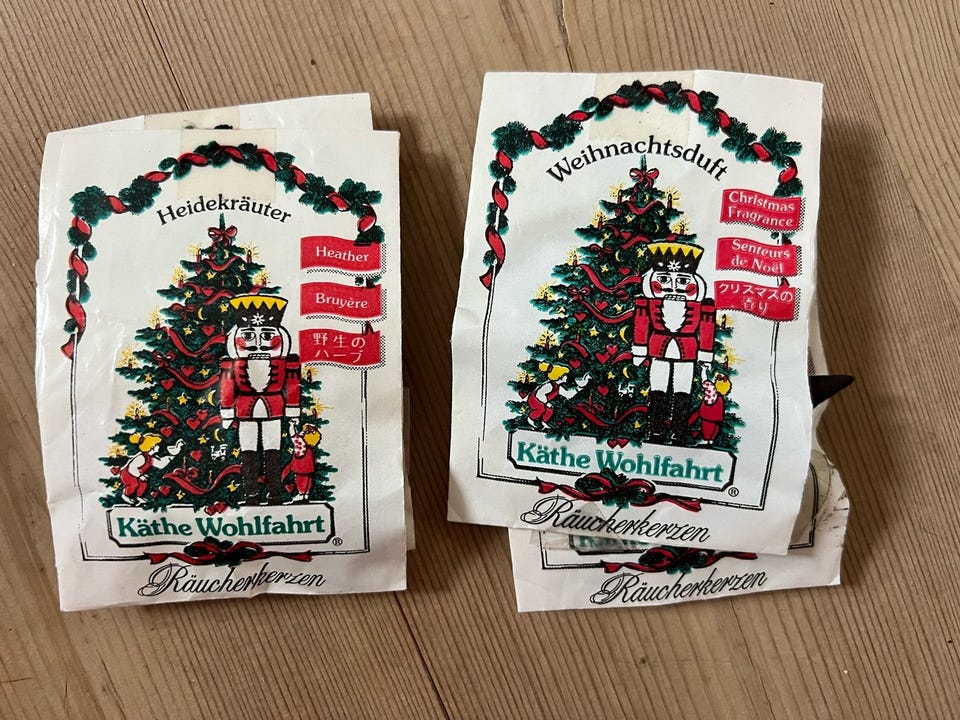 Heidekräuter
Heather
Bruyère
野生の
ハーブ
Käthe Wohlfahrt
®
Räucherkerzen
Weihnachtsduft
Christmas
Fragrance
Senteurs
de Noël
クリスマスの
香り
Käthe Wohlfahrt
®
Räucherkerzen
Räucherkerzen